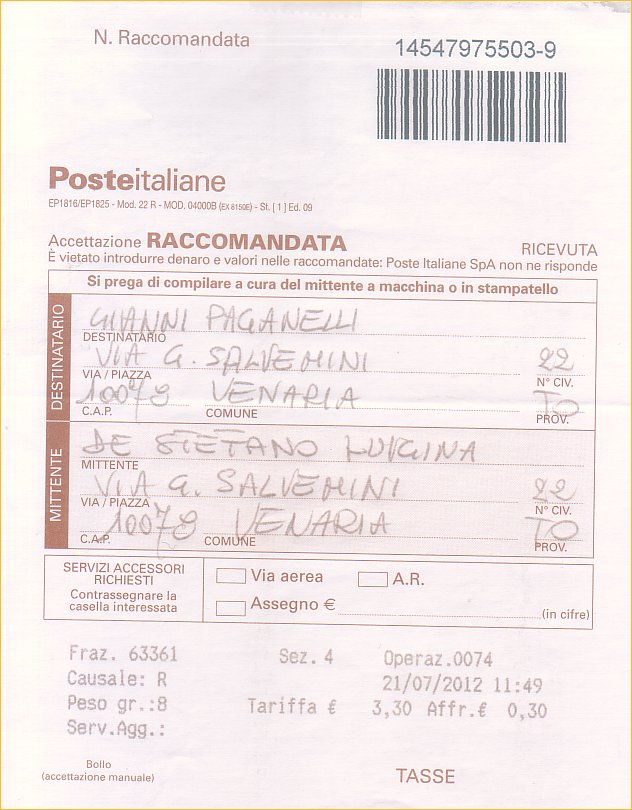 N. Raccomandata
14547975503-9
Posteitaliane
EP1816/EP1825 - Mod. 22 R - MOD. 04000B (EX 8150E) - St. [ 1 ] Ed. 09
Accettazione RACCOMANDATA
RICEVUTA
È vietato introdurre denaro e valori nelle raccomandate: Poste Italiane SpA non ne risponde
Si prega di compilare a cura del mittente a macchina o in stampatello
DESTINATARIO
GIANNI PAGANELLI
DESTINATARIO
VIA G. SALVEMINI 22
VIA / PIAZZA N° CIV.
10078 VENARIA TO
C.A.P. COMUNE PROV.
MITTENTE
DE STEFANO LUIGINA
MITTENTE
VIA G. SALVEMINI 22
VIA / PIAZZA N° CIV.
10078 VENARIA TO
C.A.P. COMUNE PROV.
SERVIZI ACCESSORI
RICHIESTI
Contrassegnare la
casella interessata
Via aerea A.R.
Assegno € (in cifre)
Fraz. 63361 Sez. 4 Operaz.0074
Causale: R 21/07/2012 11:49
Peso gr.:8 Tariffa € 3,30 Affr.€ 0,30
Serv.Agg.:
Bollo
(accettazione manuale)
TASSE